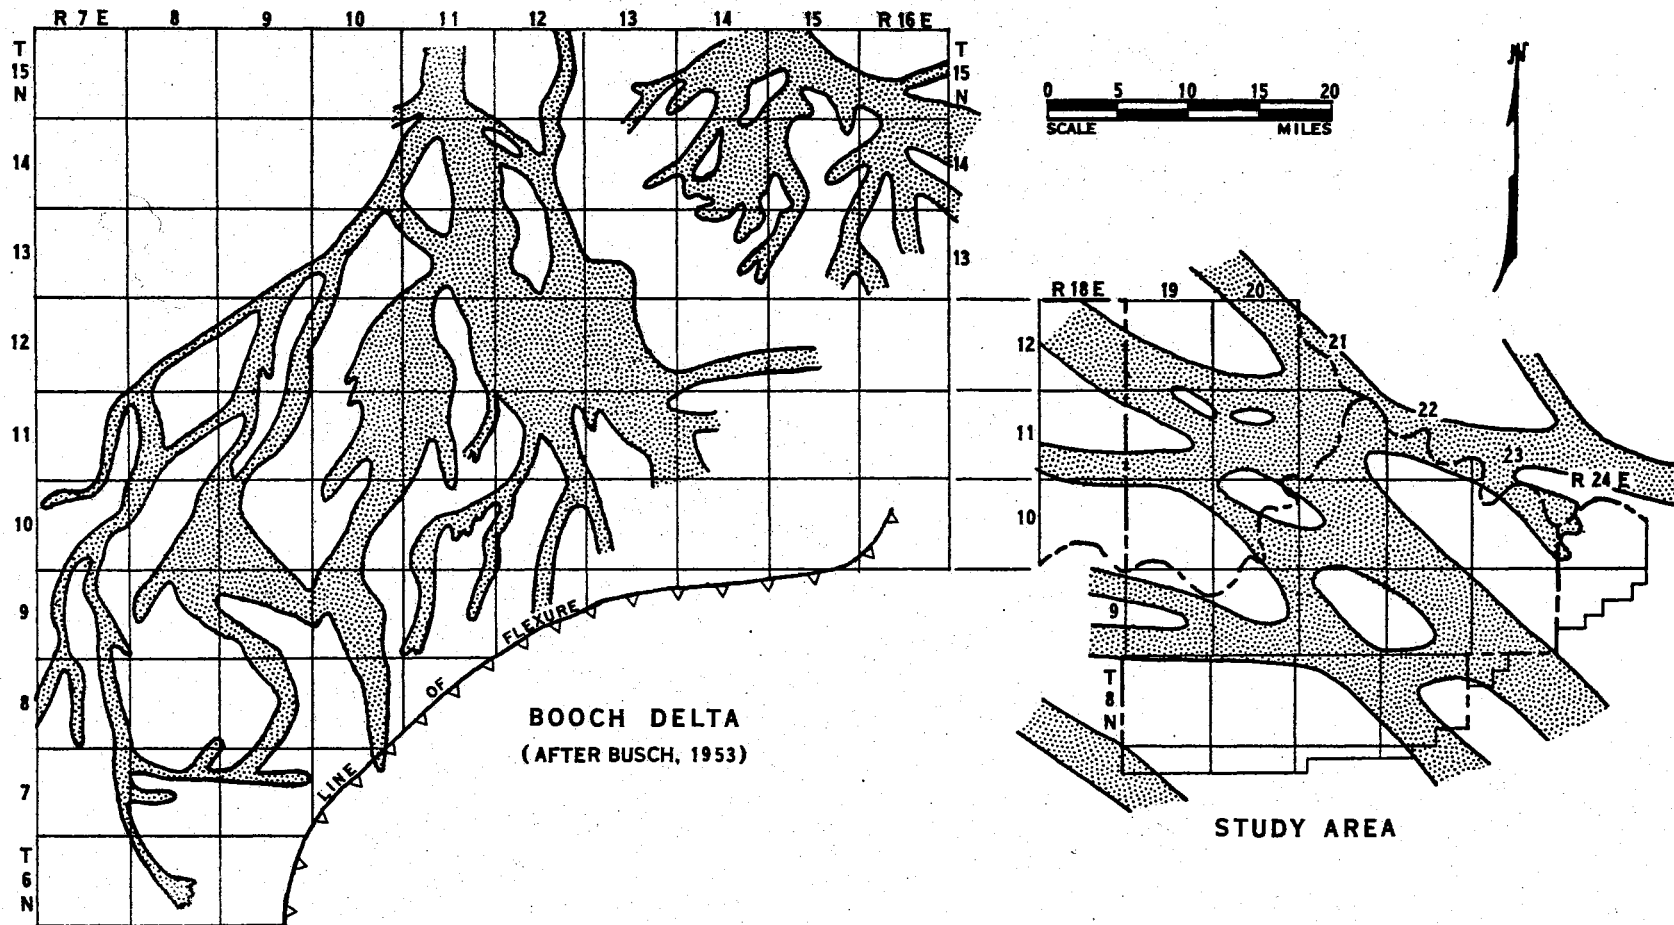 R 7 E 8 9 10 11 12 13 14 15 R 16 E
T 15 N
14
13
12
11
10
9
8
7
T 6 N
T 15 N
14
13
LINE OF FLEXURE
BOOCH DELTA
(AFTER BUSCH, 1953)
0 5 10 15 20
SCALE MILES
N
R 18 E 19 20
21
22
23
R 24 E
12
11
10
9
T 8 N
STUDY AREA